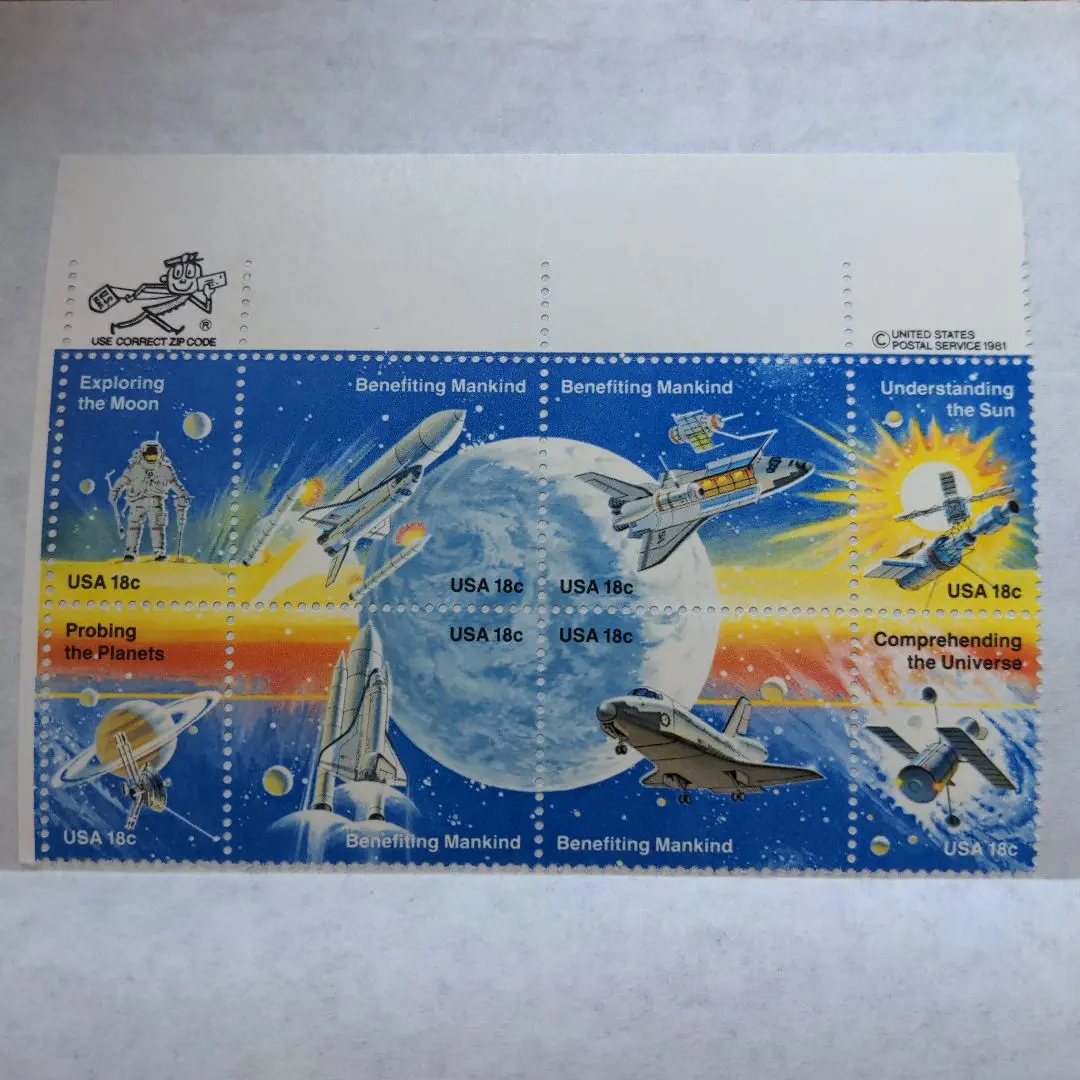 USE CORRECT ZIP CODE
®
© UNITED STATES
POSTAL SERVICE 1981
Exploring
the Moon
USA 18c
Benefiting Mankind
USA 18c
Benefiting Mankind
USA 18c
Understanding
the Sun
USA 18c
Probing
the Planets
USA 18c
USA 18c
Benefiting Mankind
USA 18c
Benefiting Mankind
Comprehending
the Universe
USA 18c